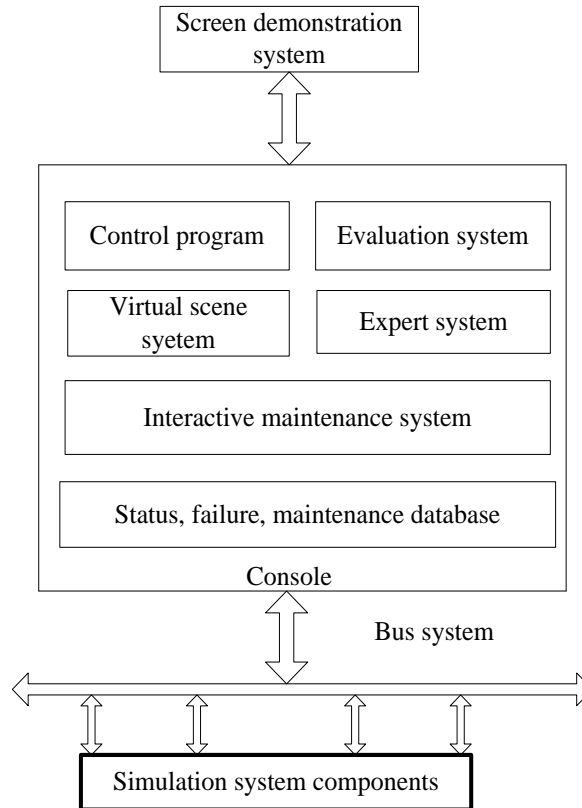 Screen demonstration
system
Control program
Evaluation system
Virtual scene
syetem
Expert system
Interactive maintenance system
Status, failure, maintenance database
Console
Bus system
Simulation system components